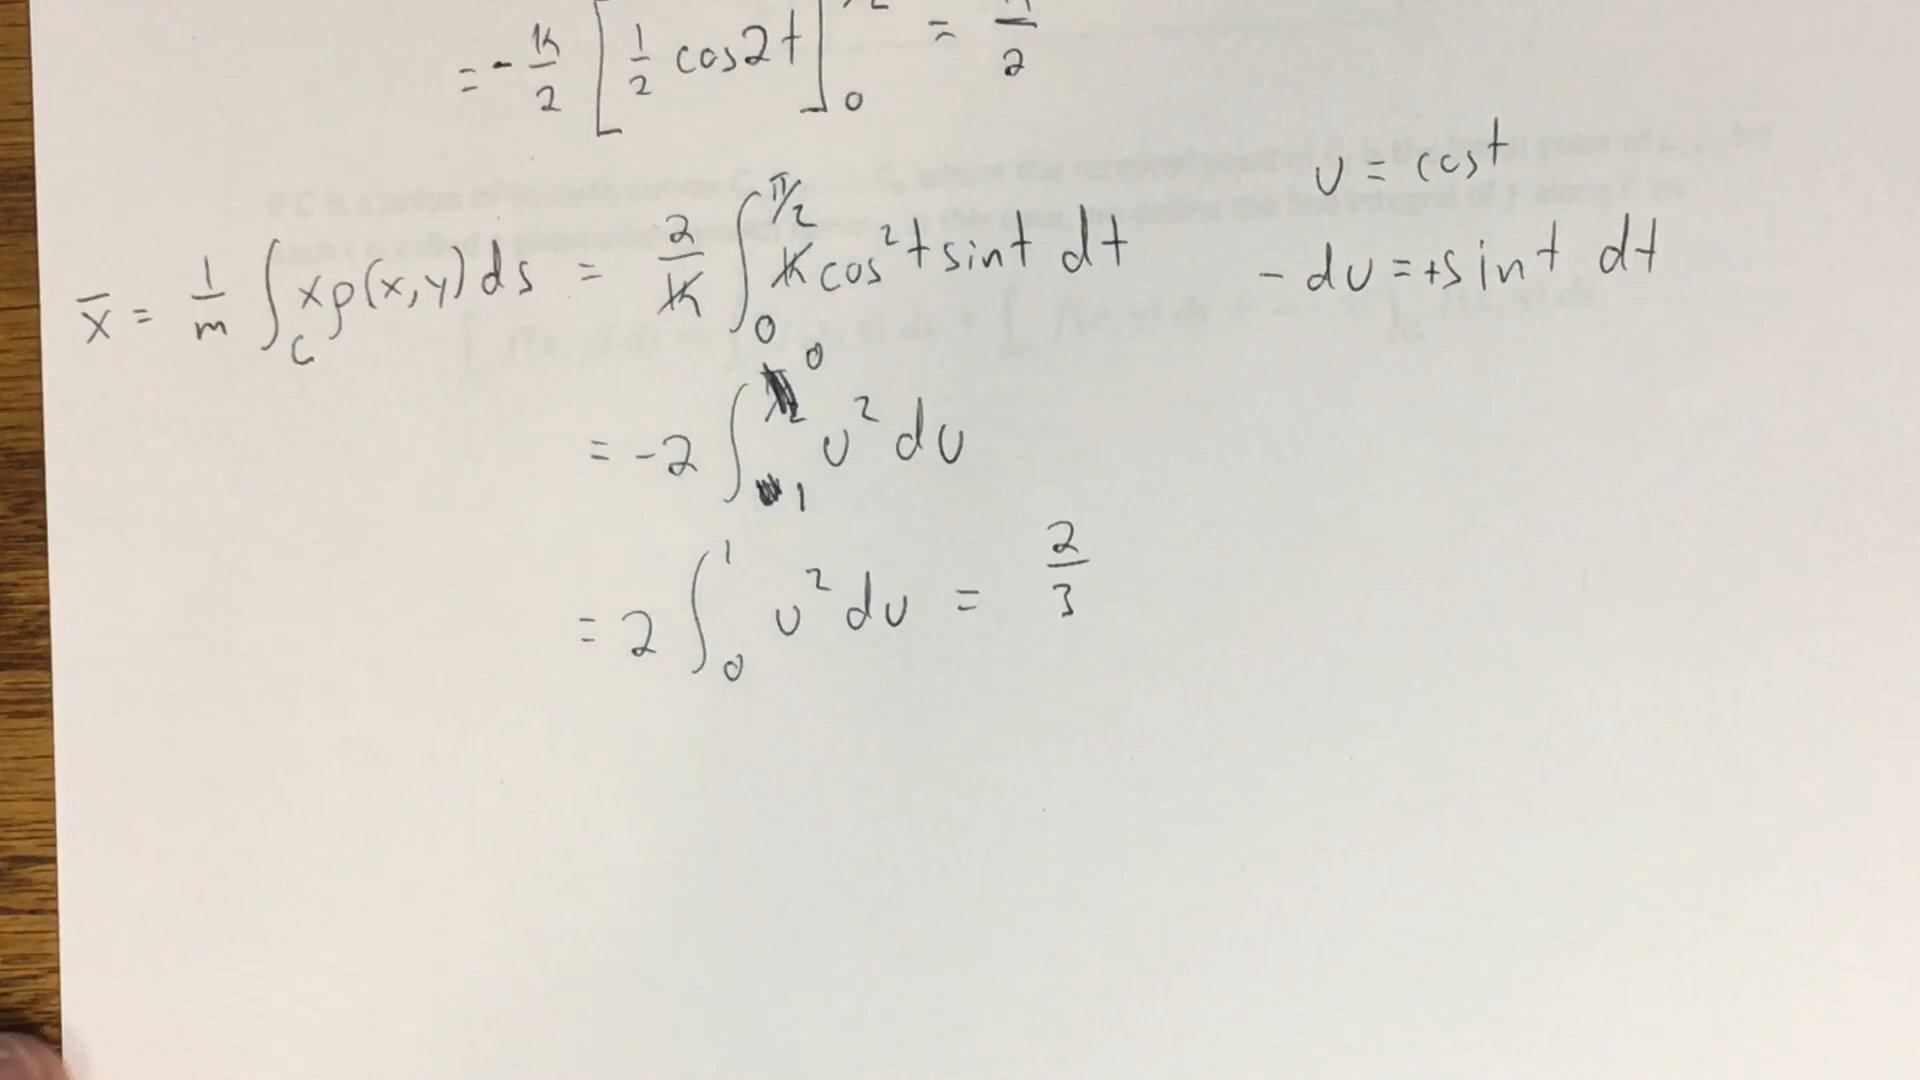 = - k/2 [ 1/2 cos2t ]_0 = /2
u = cost
x̄ = 1/m ∫_C xρ(x,y) ds = 2/k ∫_0^{π/2} k cos²t sint dt
- du = +sint dt
= -2 ∫_1^0 u² du
= 2 ∫_0^1 u² du = 2/3